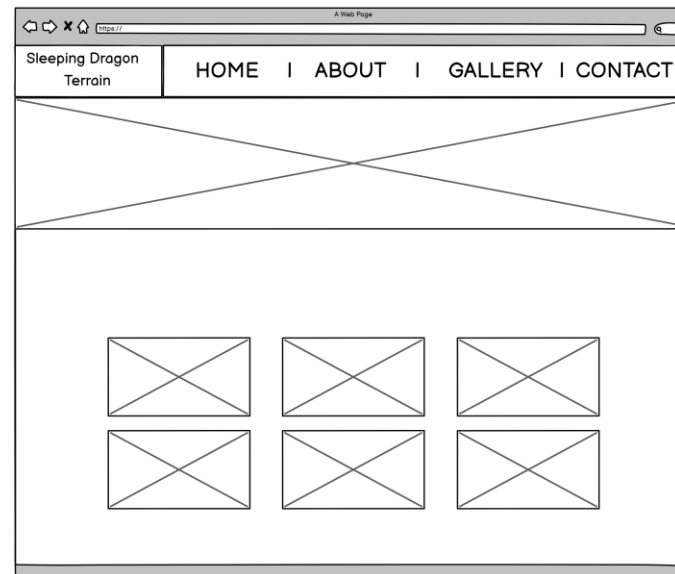 A Web Page
https://
Sleeping Dragon
Terrain
HOME | ABOUT | GALLERY | CONTACT